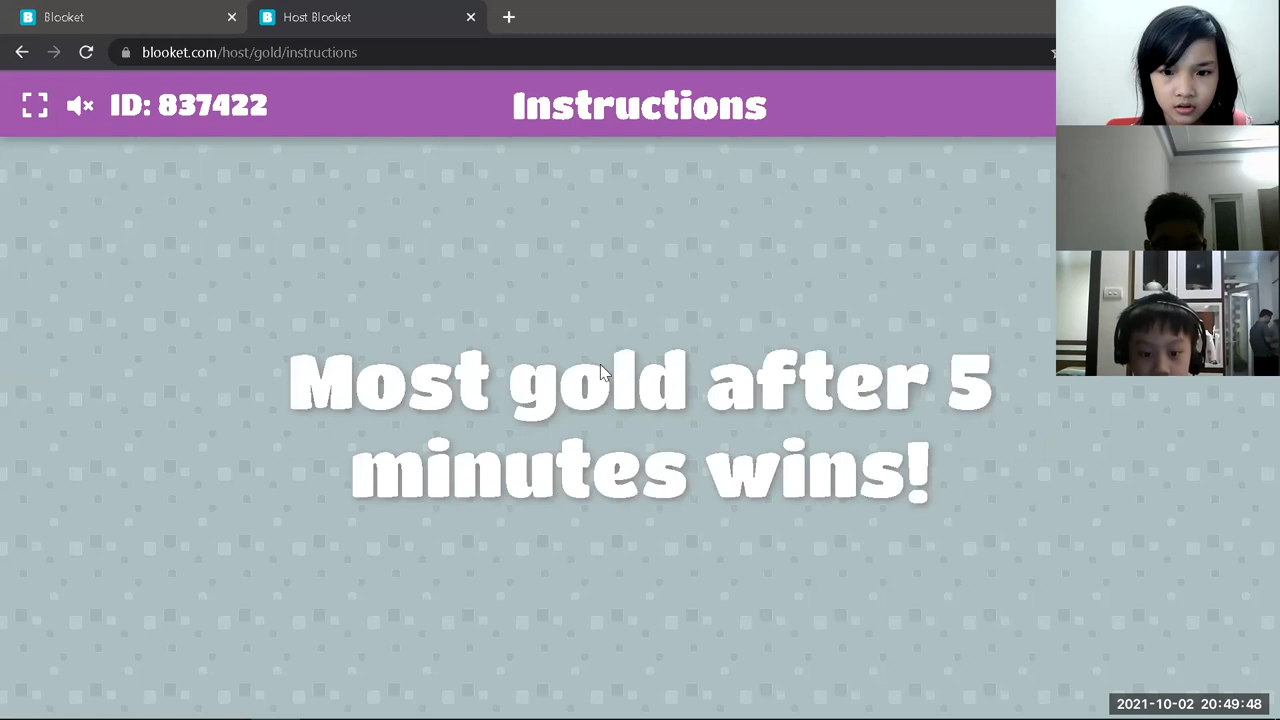 Blooket
Host Blooket
blooket.com/host/gold/instructions
ID: 837422
Instructions
Most gold after 5
minutes wins!
2021-10-02 20:49:48